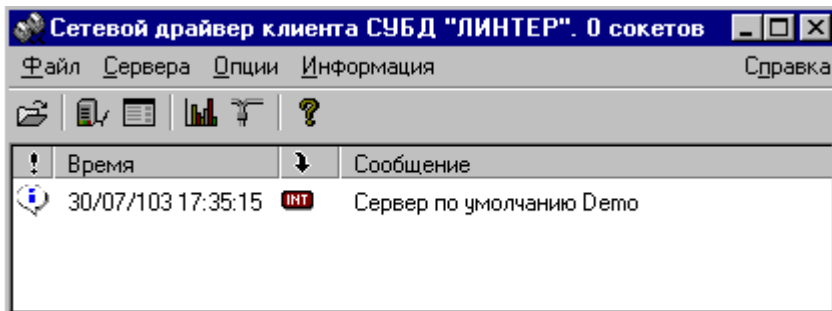 Сетевой драйвер клиента СУБД "ЛИНТЕР". 0 сокетов
Файл Сервера Опции Информация Справка
! Время Сообщение
30/07/103 17:35:15 INT Сервер по умолчанию Demo